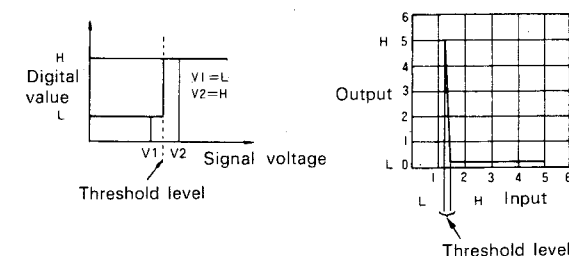 H
Digital
value
L
V1=L
V2=H
V1 V2 Signal voltage
Threshold level
6
H 5
4
Output 3
2
1
L 0
1 2 3 4 5 6
L H Input
Threshold level